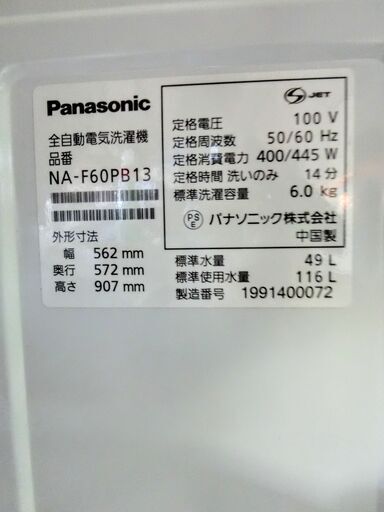 Panasonic
全自動電気洗濯機
品番
NA-F60PB13
外形寸法
幅 562 mm
奥行 572 mm
高さ 907 mm
S JET
定格電圧 100 V
定格周波数 50/60 Hz
定格消費電力 400/445 W
定格時間 洗いのみ 14 分
標準洗濯容量 6.0 kg
PSE パナソニック株式会社
中国製
標準水量 49 L
標準使用水量 116 L
製造番号 1991400072